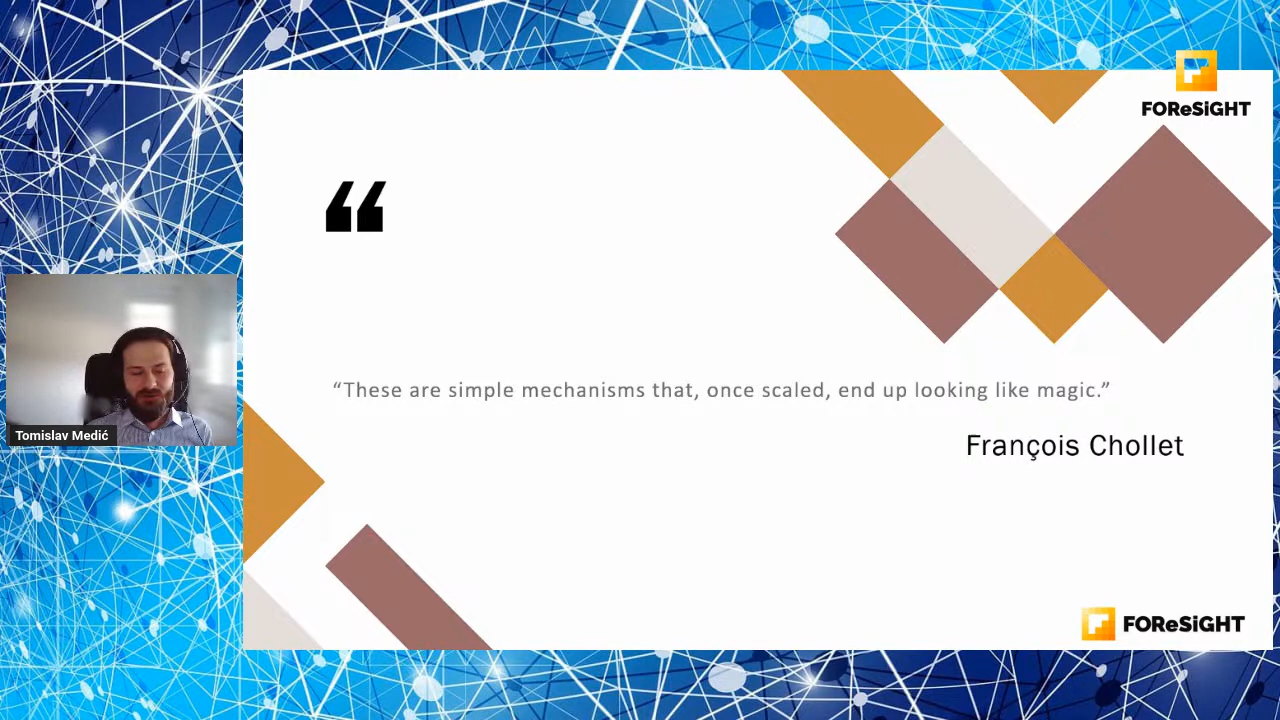 FOReSiGHT
❝
“These are simple mechanisms that, once scaled, end up looking like magic.”
François Chollet
Tomislav Medić
FOReSiGHT